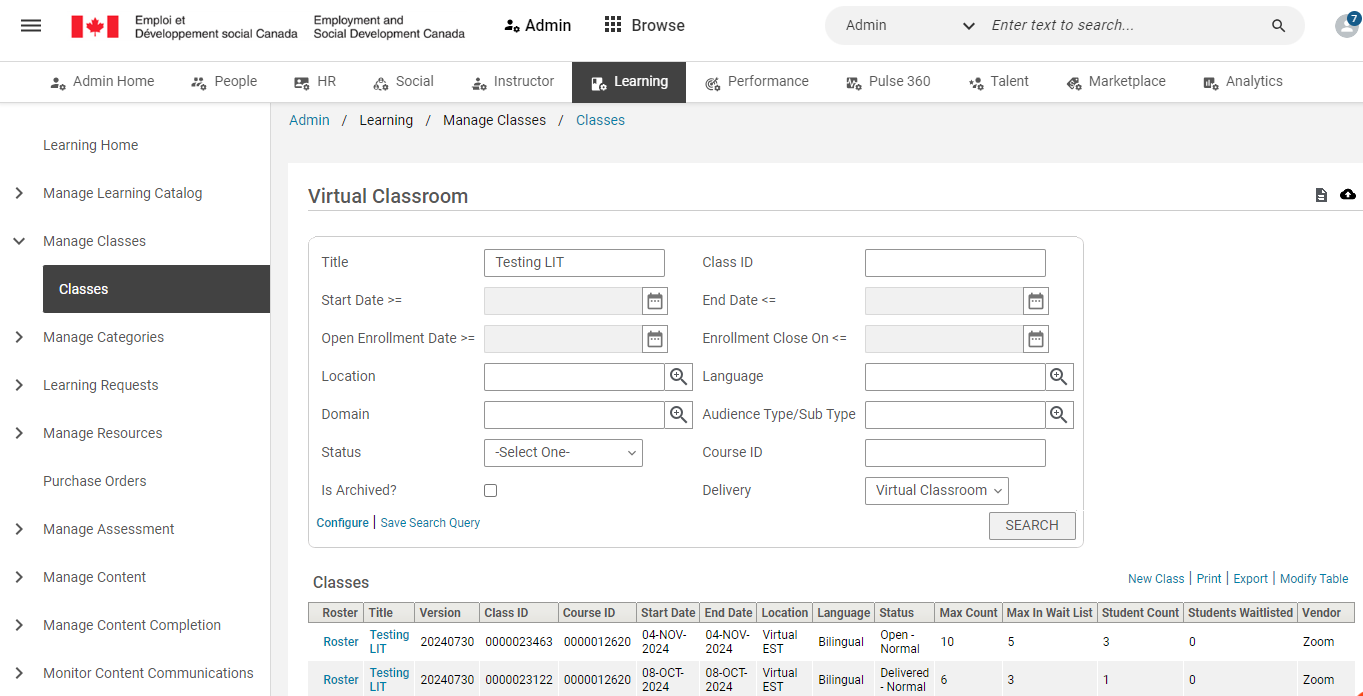 Emploi et
Développement social Canada
Employment and
Social Development Canada
Admin
Browse
Admin
Enter text to search...
7
Admin Home
People
HR
Social
Instructor
Learning
Performance
Pulse 360
Talent
Marketplace
Analytics
Admin / Learning / Manage Classes / Classes
Learning Home
Manage Learning Catalog
Manage Classes
Classes
Manage Categories
Learning Requests
Manage Resources
Purchase Orders
Manage Assessment
Manage Content
Manage Content Completion
Monitor Content Communications
Virtual Classroom
Title Testing LIT Class ID
Start Date >= End Date <=
Open Enrollment Date >= Enrollment Close On <=
Location Language
Domain Audience Type/Sub Type
Status -Select One- Course ID
Is Archived? Delivery Virtual Classroom
Configure | Save Search Query SEARCH
Classes New Class | Print | Export | Modify Table
Roster Title Version Class ID Course ID Start Date End Date Location Language Status Max Count Max In Wait List Student Count Students Waitlisted Vendor
Roster Testing LIT 20240730 0000023463 0000012620 04-NOV-2024 04-NOV-2024 Virtual EST Bilingual Open - Normal 10 5 3 0 Zoom
Roster Testing LIT 20240730 0000023122 0000012620 08-OCT-2024 08-OCT-2024 Virtual EST Bilingual Delivered - Normal 6 3 1 0 Zoom